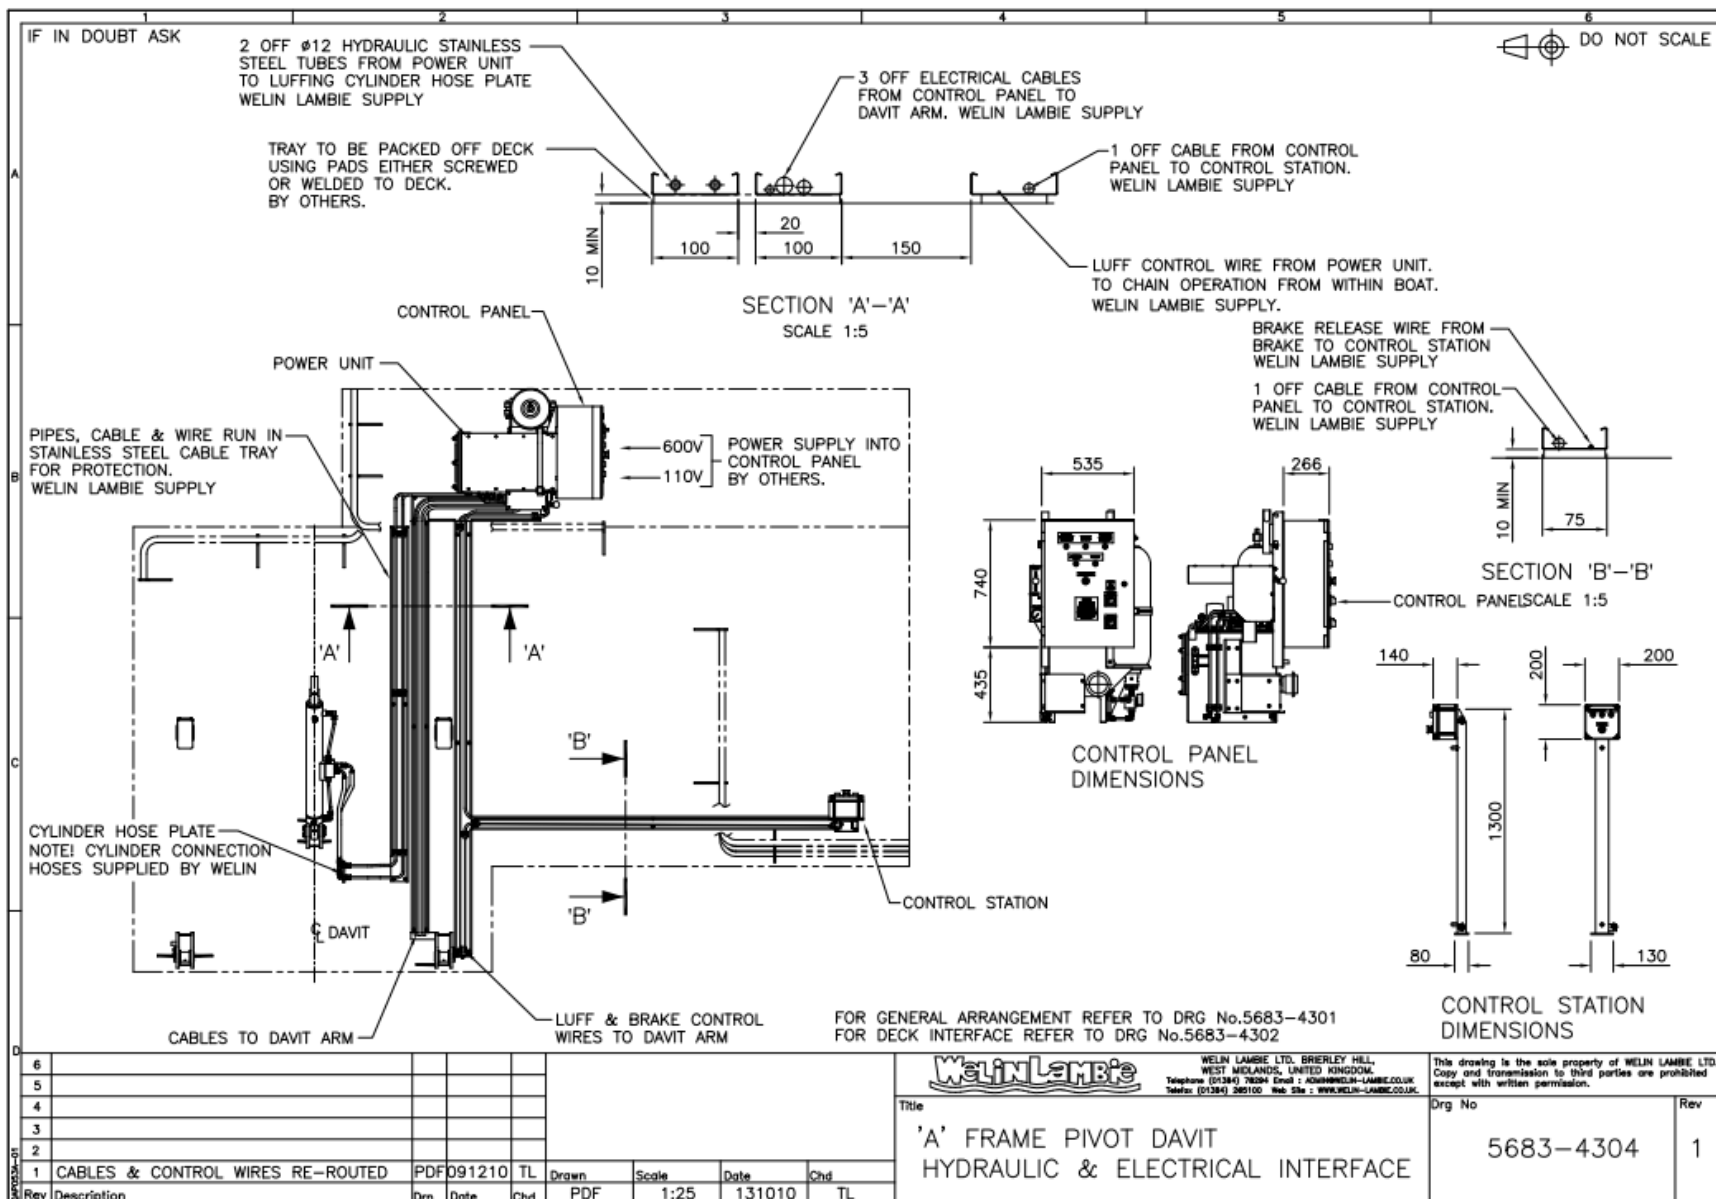 1 2 3 4 5 6
IF IN DOUBT ASK
DO NOT SCALE
2 OFF ø12 HYDRAULIC STAINLESS
STEEL TUBES FROM POWER UNIT
TO LUFFING CYLINDER HOSE PLATE
WELIN LAMBIE SUPPLY
3 OFF ELECTRICAL CABLES
FROM CONTROL PANEL TO
DAVIT ARM. WELIN LAMBIE SUPPLY
TRAY TO BE PACKED OFF DECK
USING PADS EITHER SCREWED
OR WELDED TO DECK.
BY OTHERS.
1 OFF CABLE FROM CONTROL
PANEL TO CONTROL STATION.
WELIN LAMBIE SUPPLY
A
10 MIN
100
20
100
150
SECTION 'A'-'A'
SCALE 1:5
LUFF CONTROL WIRE FROM POWER UNIT.
TO CHAIN OPERATION FROM WITHIN BOAT.
WELIN LAMBIE SUPPLY.
CONTROL PANEL
POWER UNIT
BRAKE RELEASE WIRE FROM
BRAKE TO CONTROL STATION
WELIN LAMBIE SUPPLY
1 OFF CABLE FROM CONTROL
PANEL TO CONTROL STATION.
WELIN LAMBIE SUPPLY
PIPES, CABLE & WIRE RUN IN
STAINLESS STEEL CABLE TRAY
FOR PROTECTION.
WELIN LAMBIE SUPPLY
B
600V
110V
POWER SUPPLY INTO
CONTROL PANEL
BY OTHERS.
535
266
740
435
10 MIN
75
SECTION 'B'-'B'
SCALE 1:5
CONTROL PANEL
'A'
'A'
CONTROL PANEL
DIMENSIONS
140
200
200
1300
80
130
CONTROL STATION
DIMENSIONS
C
'B'
'B'
CYLINDER HOSE PLATE
NOTE! CYLINDER CONNECTION
HOSES SUPPLIED BY WELIN
CONTROL STATION
℄ DAVIT
CABLES TO DAVIT ARM
LUFF & BRAKE CONTROL
WIRES TO DAVIT ARM
FOR GENERAL ARRANGEMENT REFER TO DRG No.5683-4301
FOR DECK INTERFACE REFER TO DRG No.5683-4302
D
6
5
4
3
2
1 CABLES & CONTROL WIRES RE-ROUTED PDF 091210 TL
Rev Description Drn Date Chd
Drawn Scale Date Chd
PDF 1:25 131010 TL
WelinLambie
WELIN LAMBIE LTD. BRIERLEY HILL,
WEST MIDLANDS, UNITED KINGDOM.
This drawing is the sole property of WELIN LAMBIE LTD.
Copy and transmission to third parties are prohibited
except with written permission.
Title
'A' FRAME PIVOT DAVIT
HYDRAULIC & ELECTRICAL INTERFACE
Drg No
5683-4304
Rev
1